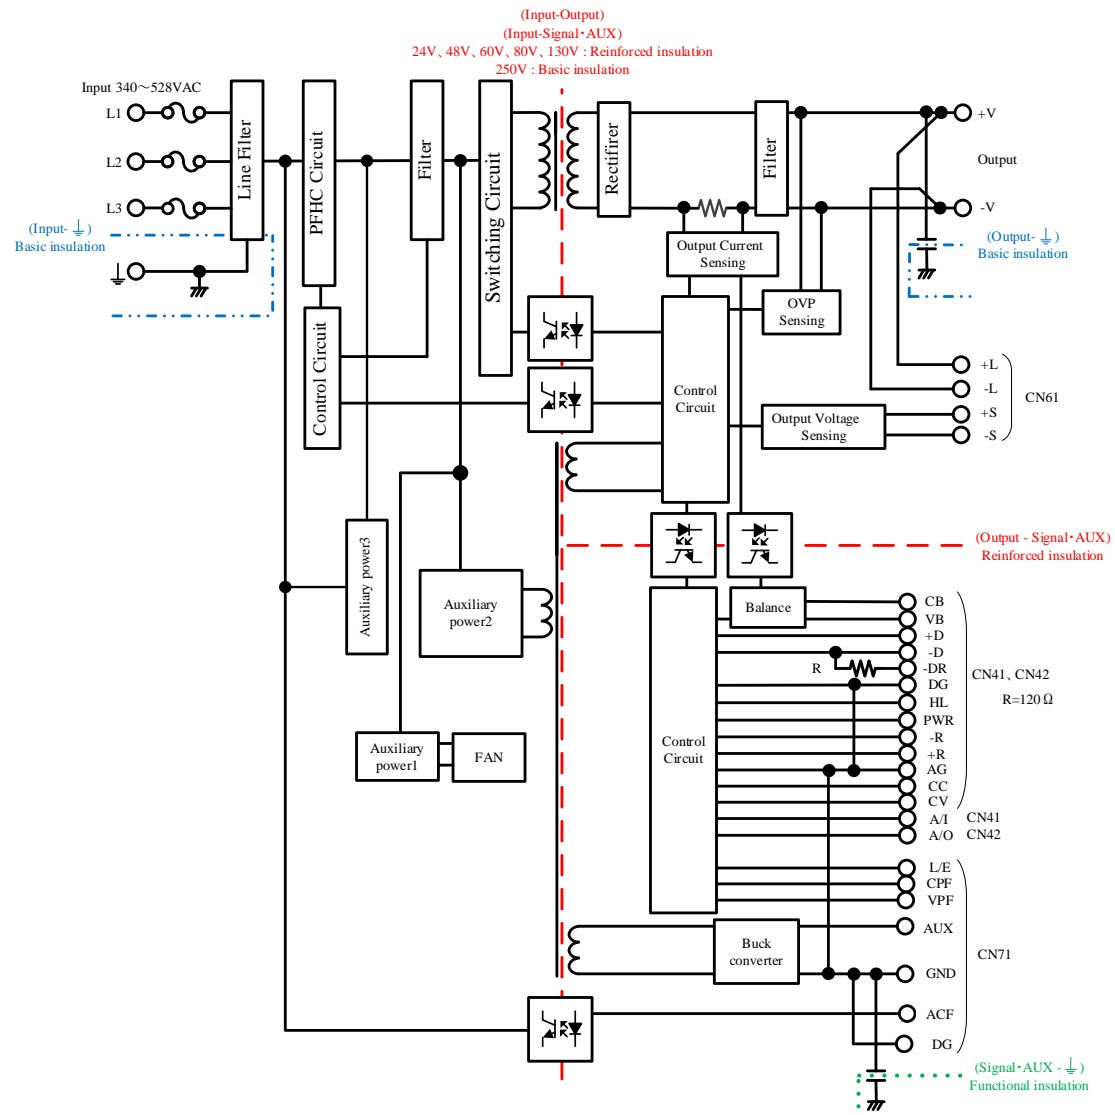 (Input-Output)
(Input-Signal・AUX)
24V、48V、60V、80V、130V : Reinforced insulation
250V : Basic insulation
Input 340～528VAC
L1
L2
L3
(Input-⏚)
Basic insulation
⏚
Line Filter
PFHC Circuit
Control Circuit
Filter
Switching Circuit
Rectifirer
Filter
+V
Output
-V
Output Current
Sensing
OVP
Sensing
(Output-⏚)
Basic insulation
Control
Circuit
Output Voltage
Sensing
+L
-L
+S
-S
CN61
(Output - Signal・AUX)
Reinforced insulation
Auxiliary power3
Auxiliary
power2
Auxiliary
power1
FAN
Balance
Control
Circuit
CB
VB
+D
-D
R
-DR
DG
HL
PWR
-R
+R
AG
CC
CV
CN41、CN42
R=120Ω
A/I
CN41
A/O
CN42
L/E
CPF
VPF
AUX
GND
ACF
DG
CN71
Buck
converter
(Signal・AUX -⏚)
Functional insulation